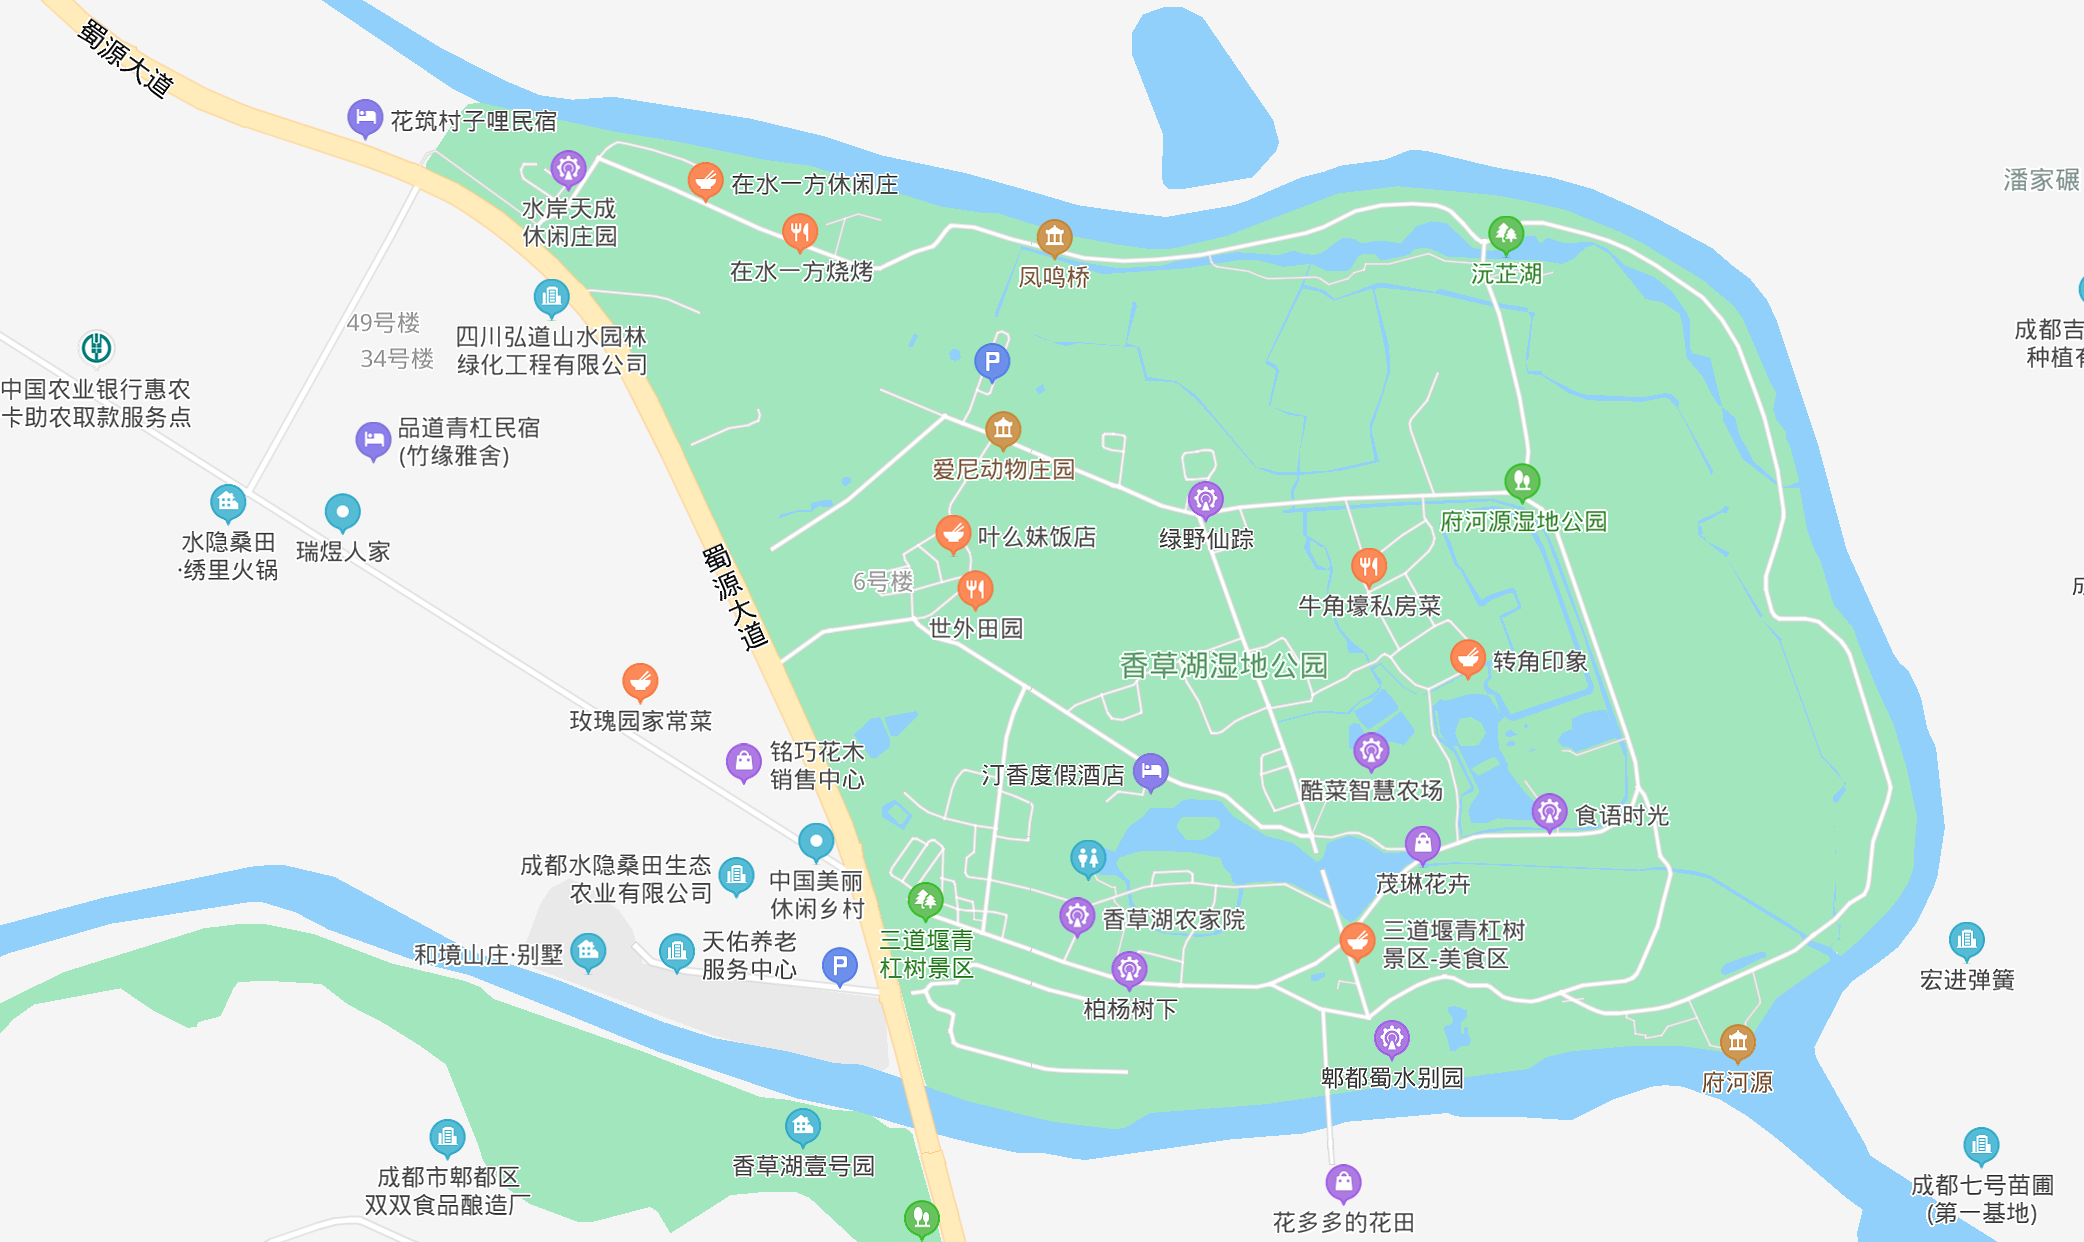 蜀源大道
花筑村子哩民宿
水岸天成
休闲庄园
在水一方休闲庄
在水一方烧烤
凤鸣桥
沅芷湖
潘家碾
49号楼
34号楼
四川弘道山水园林
绿化工程有限公司
中国农业银行惠农
卡助农取款服务点
成都吉
种植有
P
品道青杠民宿
(竹缘雅舍)
爱尼动物庄园
水隐桑田
·绣里火锅
瑞煜人家
叶么妹饭店
绿野仙踪
府河源湿地公园
6号楼
世外田园
蜀源大道
牛角壕私房菜
香草湖湿地公园
转角印象
玫瑰园家常菜
铭巧花木
销售中心
汀香度假酒店
酷菜智慧农场
食语时光
成都水隐桑田生态
农业有限公司
中国美丽
休闲乡村
茂琳花卉
和境山庄·别墅
天佑养老
服务中心
P
三道堰青
杠树景区
香草湖农家院
三道堰青杠树
景区-美食区
宏进弹簧
柏杨树下
郫都蜀水别园
府河源
成都市郫都区
双双食品酿造厂
香草湖壹号园
花多多的花田
成都七号苗圃
(第一基地)